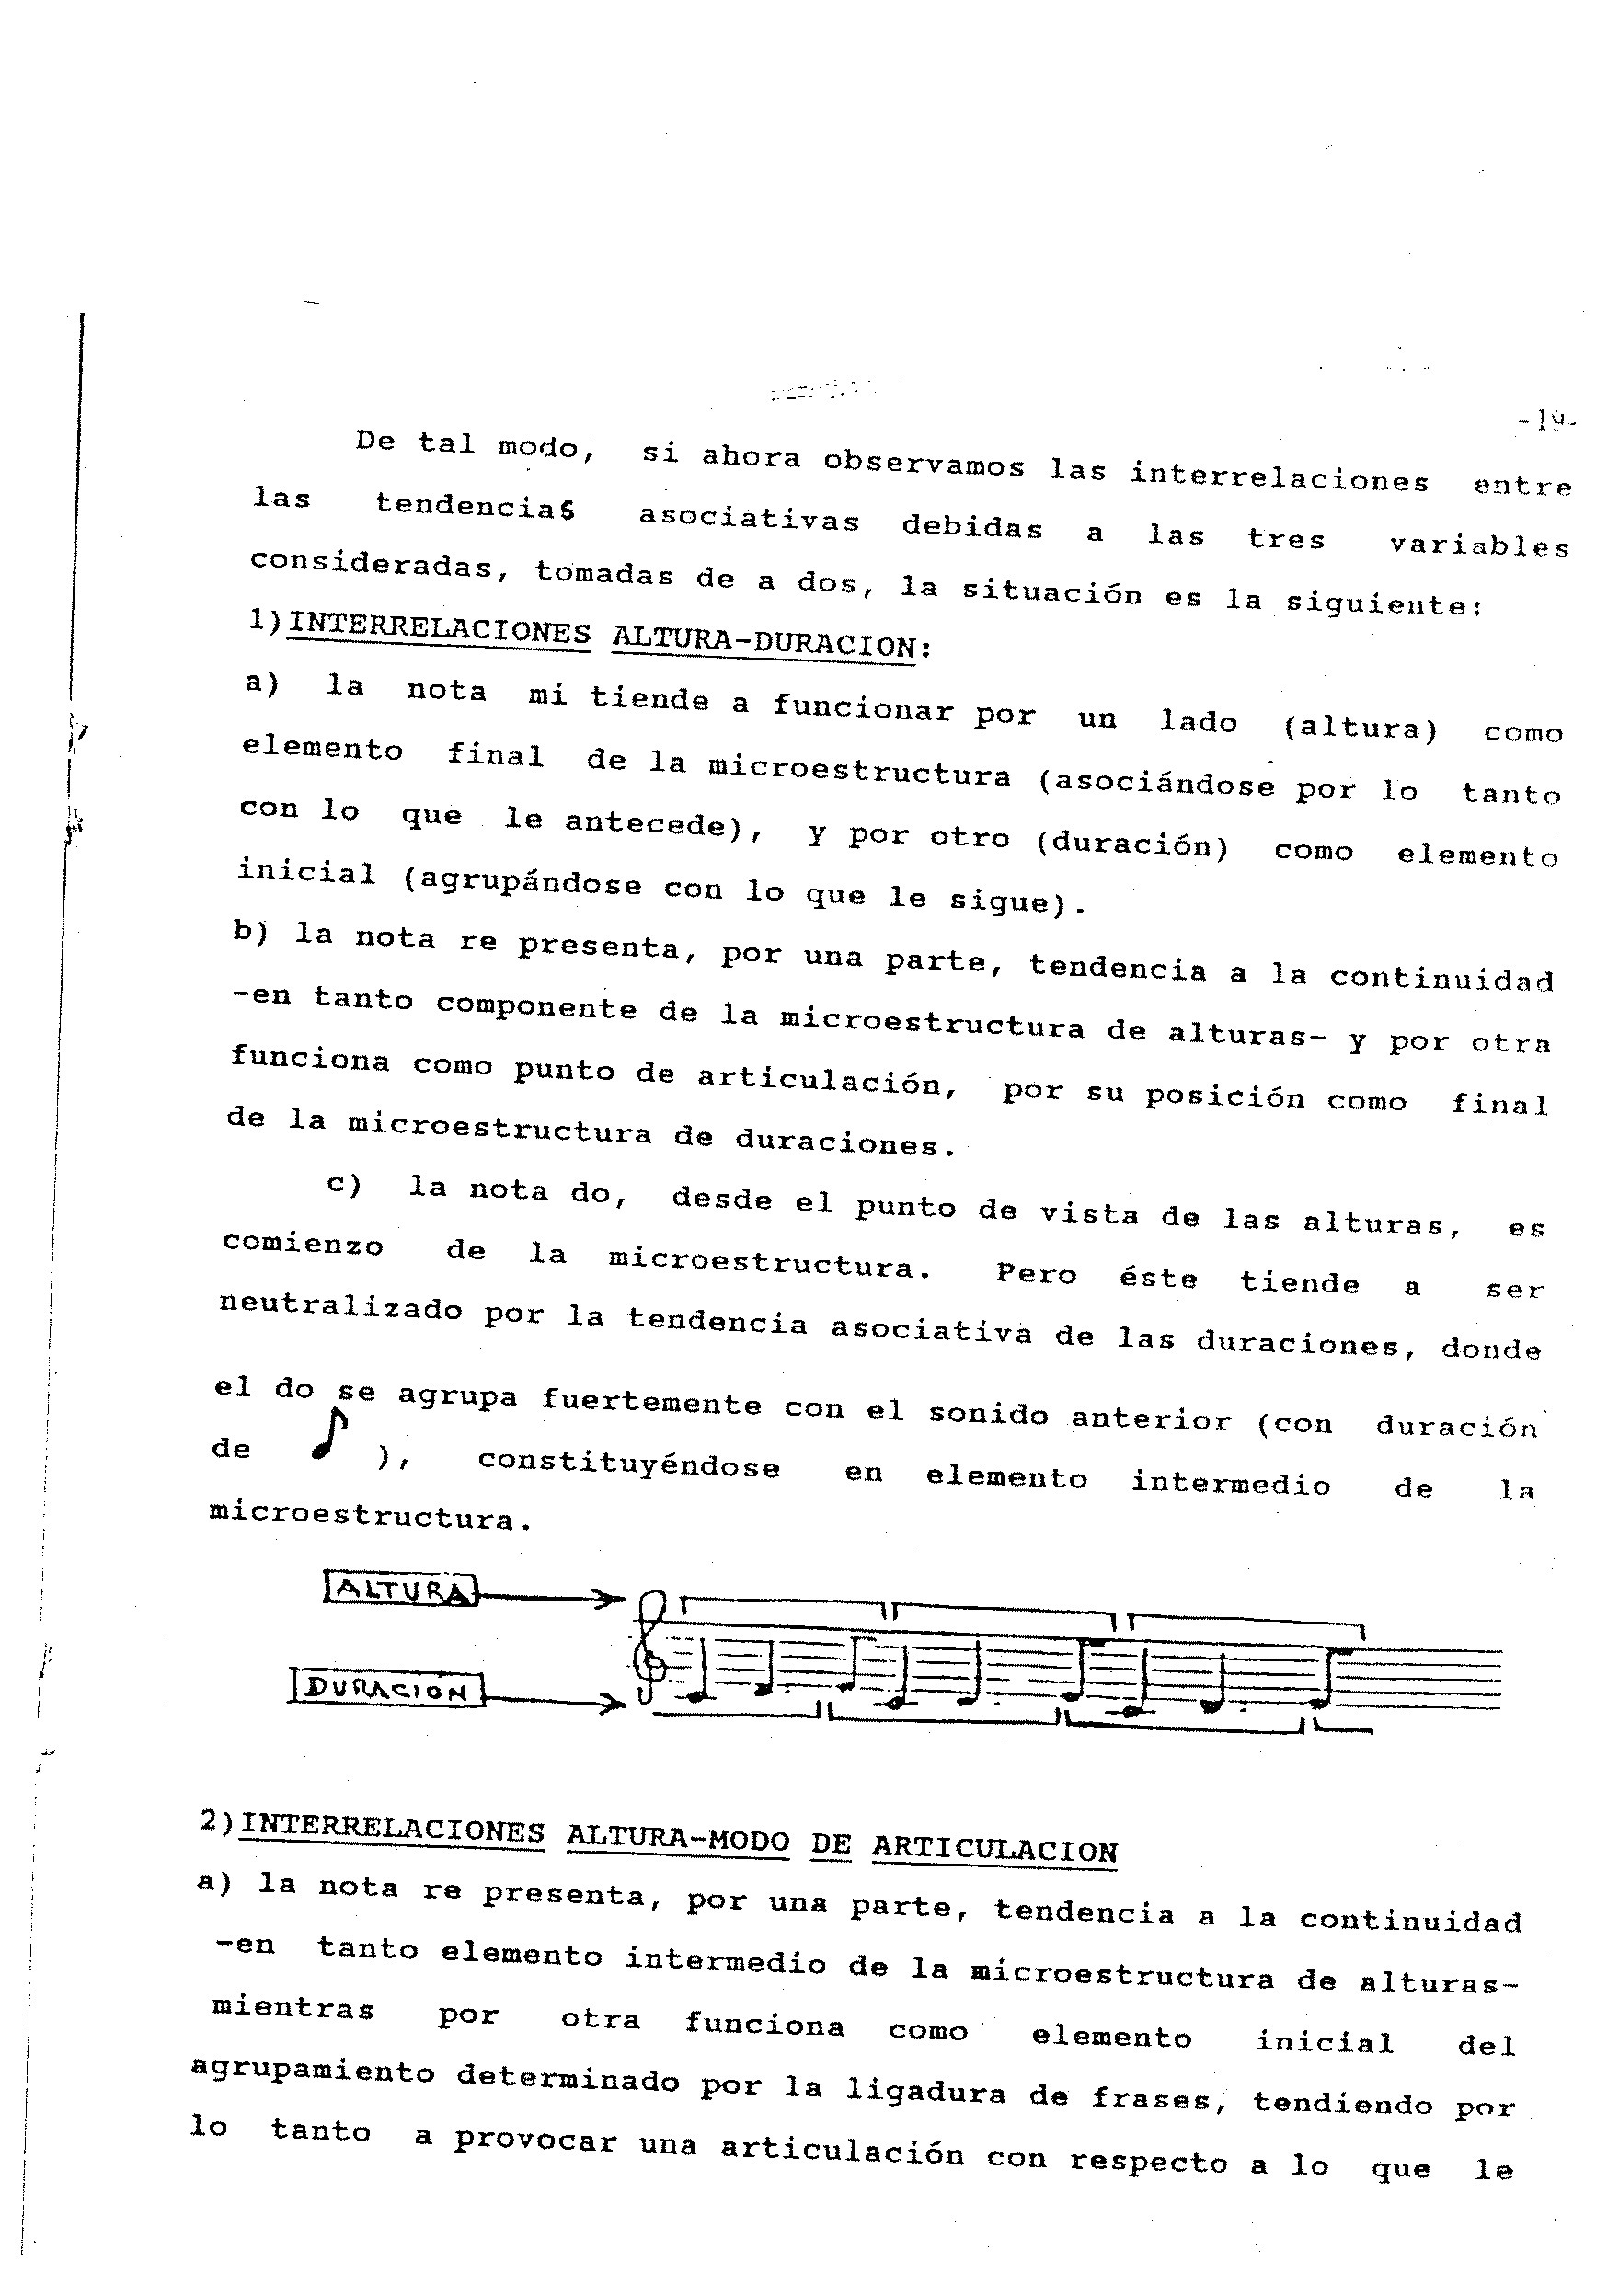 -19-
De tal modo, si ahora observamos las interrelaciones entre
las tendencias asociativas debidas a las tres variables
consideradas, tomadas de a dos, la situación es la siguiente:
1) INTERRELACIONES ALTURA-DURACION:
a) la nota mi tiende a funcionar por un lado (altura) como
elemento final de la microestructura (asociándose por lo tanto
con lo que le antecede), y por otro (duración) como elemento
inicial (agrupándose con lo que le sigue).
b) la nota re presenta, por una parte, tendencia a la continuidad
-en tanto componente de la microestructura de alturas- y por otra
funciona como punto de articulación, por su posición como final
de la microestructura de duraciones.
c) la nota do, desde el punto de vista de las alturas, es
comienzo de la microestructura. Pero éste tiende a ser
neutralizado por la tendencia asociativa de las duraciones, donde
el do se agrupa fuertemente con el sonido anterior (con duración
de ♪ ), constituyéndose en elemento intermedio de la
microestructura.
ALTURA
DURACION
2) INTERRELACIONES ALTURA-MODO DE ARTICULACION
a) la nota re presenta, por una parte, tendencia a la continuidad
-en tanto elemento intermedio de la microestructura de alturas-
mientras por otra funciona como elemento inicial del
agrupamiento determinado por la ligadura de frases, tendiendo por
lo tanto a provocar una articulación con respecto a lo que le